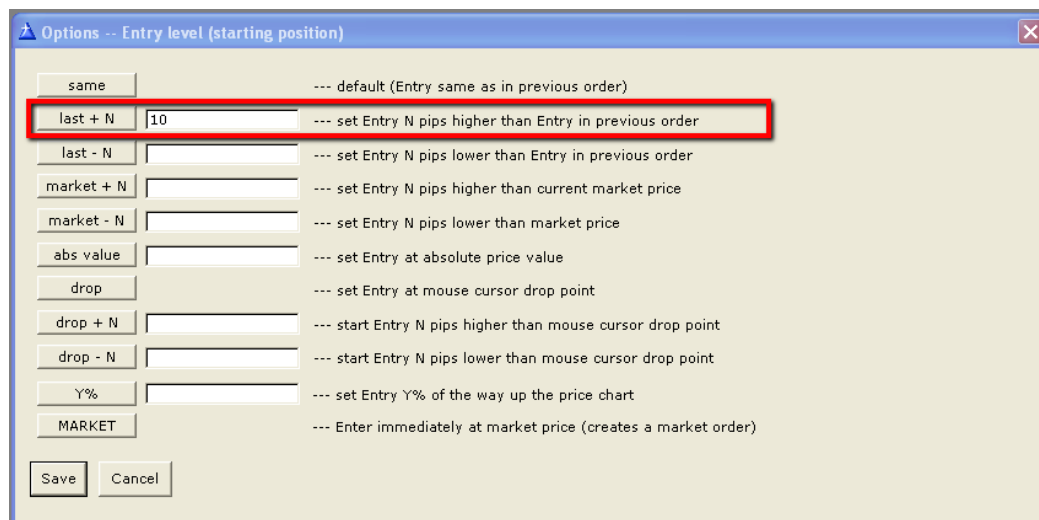 Options -- Entry level (starting position)
same --- default (Entry same as in previous order)
last + N 10 --- set Entry N pips higher than Entry in previous order
last - N --- set Entry N pips lower than Entry in previous order
market + N --- set Entry N pips higher than current market price
market - N --- set Entry N pips lower than market price
abs value --- set Entry at absolute price value
drop --- set Entry at mouse cursor drop point
drop + N --- start Entry N pips higher than mouse cursor drop point
drop - N --- start Entry N pips lower than mouse cursor drop point
Y% --- set Entry Y% of the way up the price chart
MARKET --- Enter immediately at market price (creates a market order)
Save Cancel